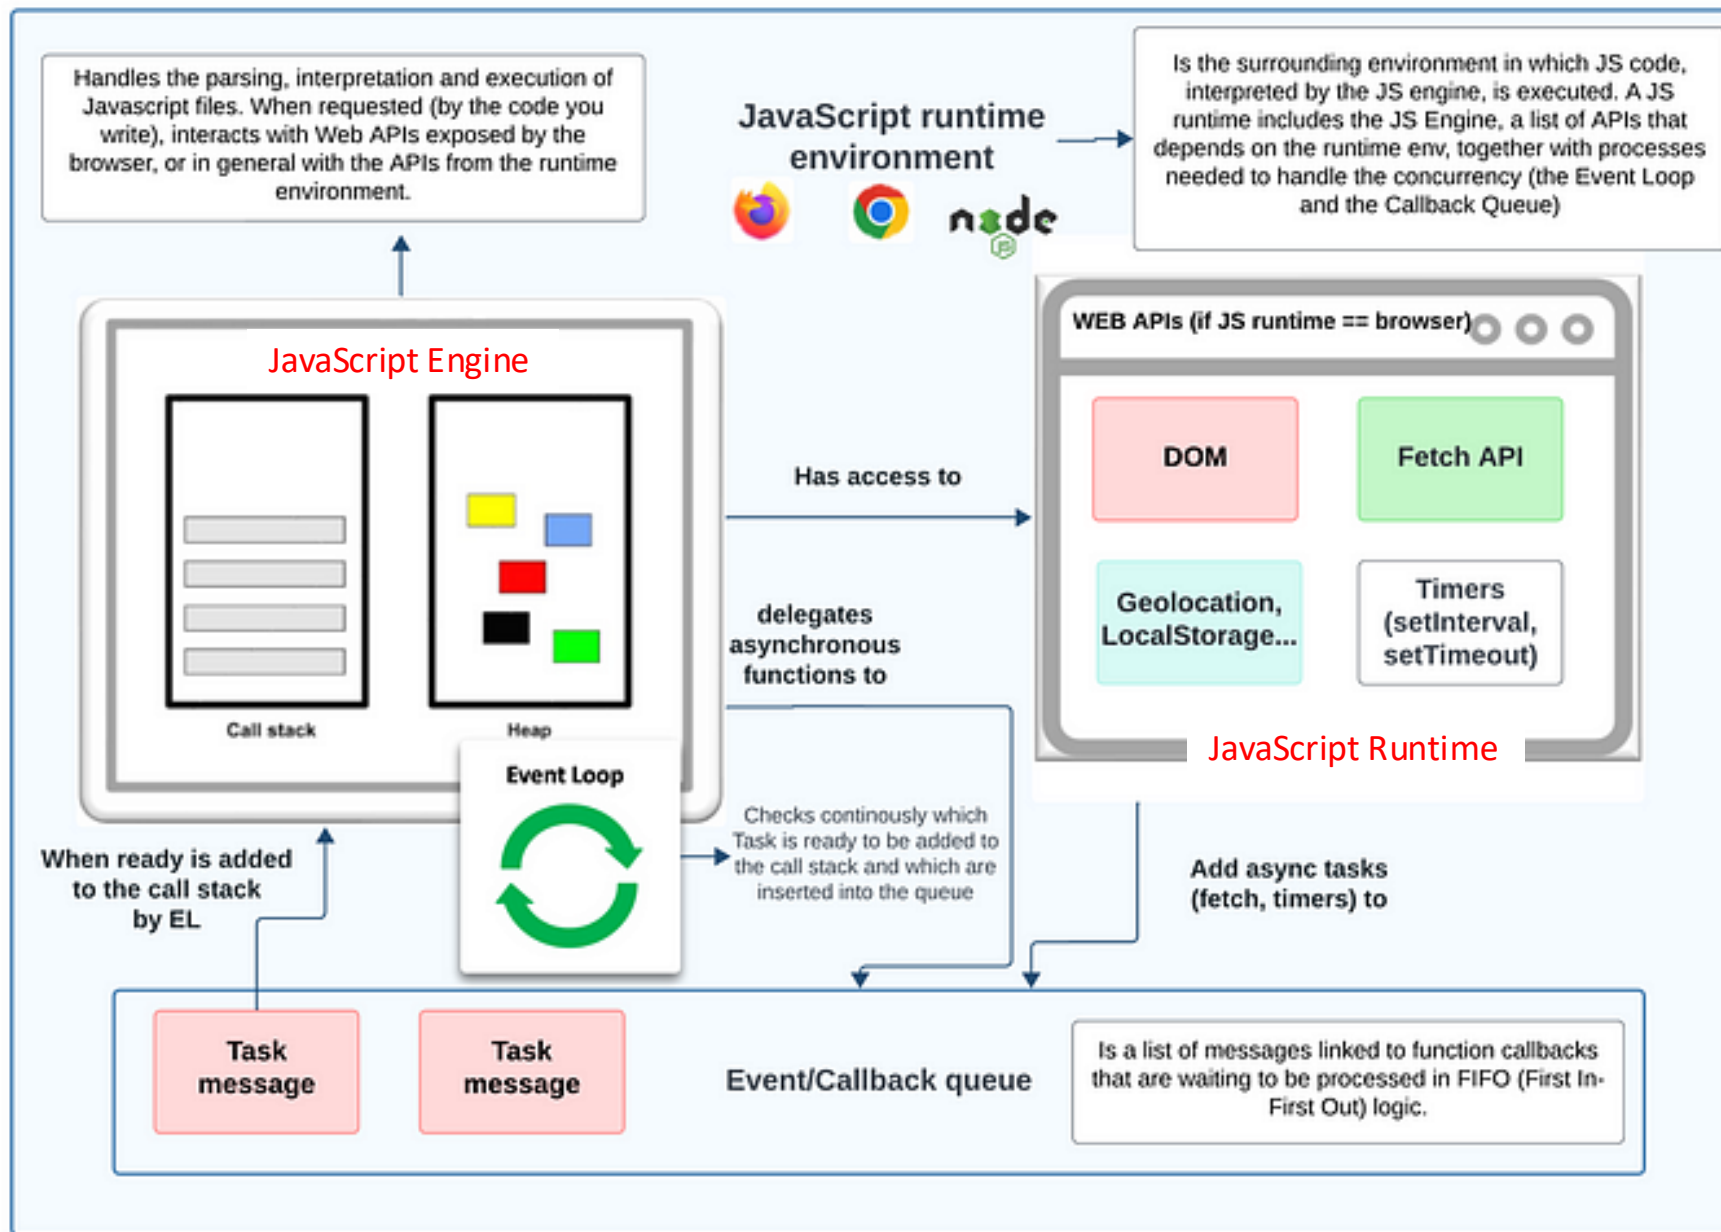 Handles the parsing, interpretation and execution of
Javascript files. When requested (by the code you
write), interacts with Web APIs exposed by the
browser, or in general with the APIs from the runtime
environment.
JavaScript runtime
environment
node
JS
Is the surrounding environment in which JS code,
interpreted by the JS engine, is executed. A JS
runtime includes the JS Engine, a list of APIs that
depends on the runtime env, together with processes
needed to handle the concurrency (the Event Loop
and the Callback Queue)
JavaScript Engine
Call stack
Heap
Has access to
delegates
asynchronous
functions to
WEB APIs (if JS runtime == browser)
DOM
Fetch API
Geolocation,
LocalStorage...
Timers
(setInterval,
setTimeout)
JavaScript Runtime
Event Loop
Checks continously which
Task is ready to be added to
the call stack and which are
inserted into the queue
When ready is added
to the call stack
by EL
Add async tasks
(fetch, timers) to
Task
message
Task
message
Event/Callback queue
Is a list of messages linked to function callbacks
that are waiting to be processed in FIFO (First In-
First Out) logic.